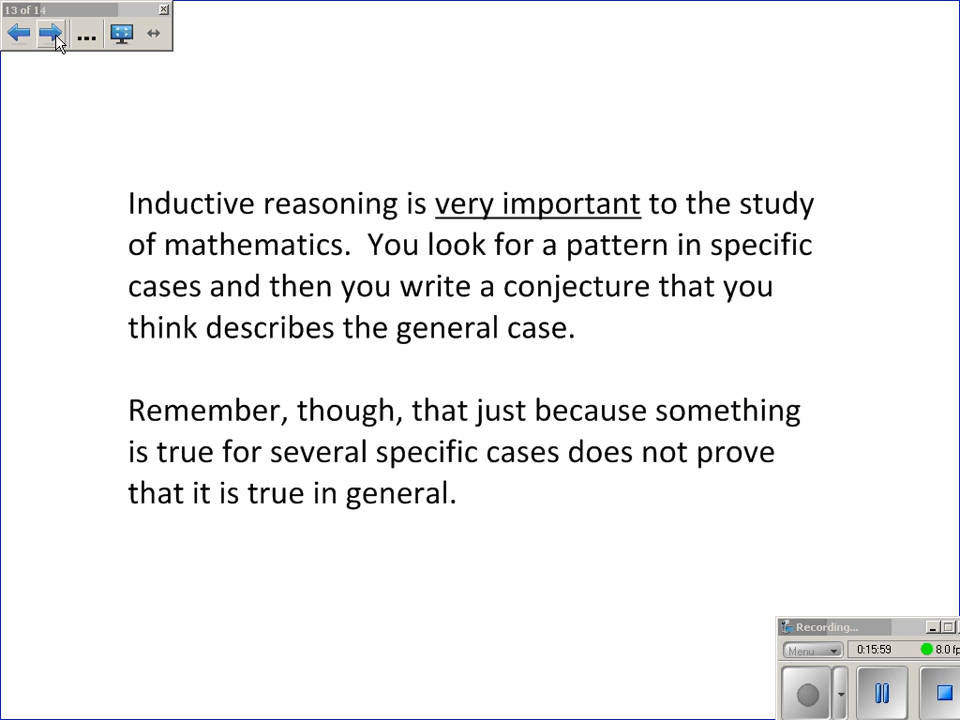 13 of 14
...
Inductive reasoning is very important to the study
of mathematics.  You look for a pattern in specific
cases and then you write a conjecture that you
think describes the general case.
Remember, though, that just because something
is true for several specific cases does not prove
that it is true in general.
Recording...
Menu 0:15:59 8.0 fp